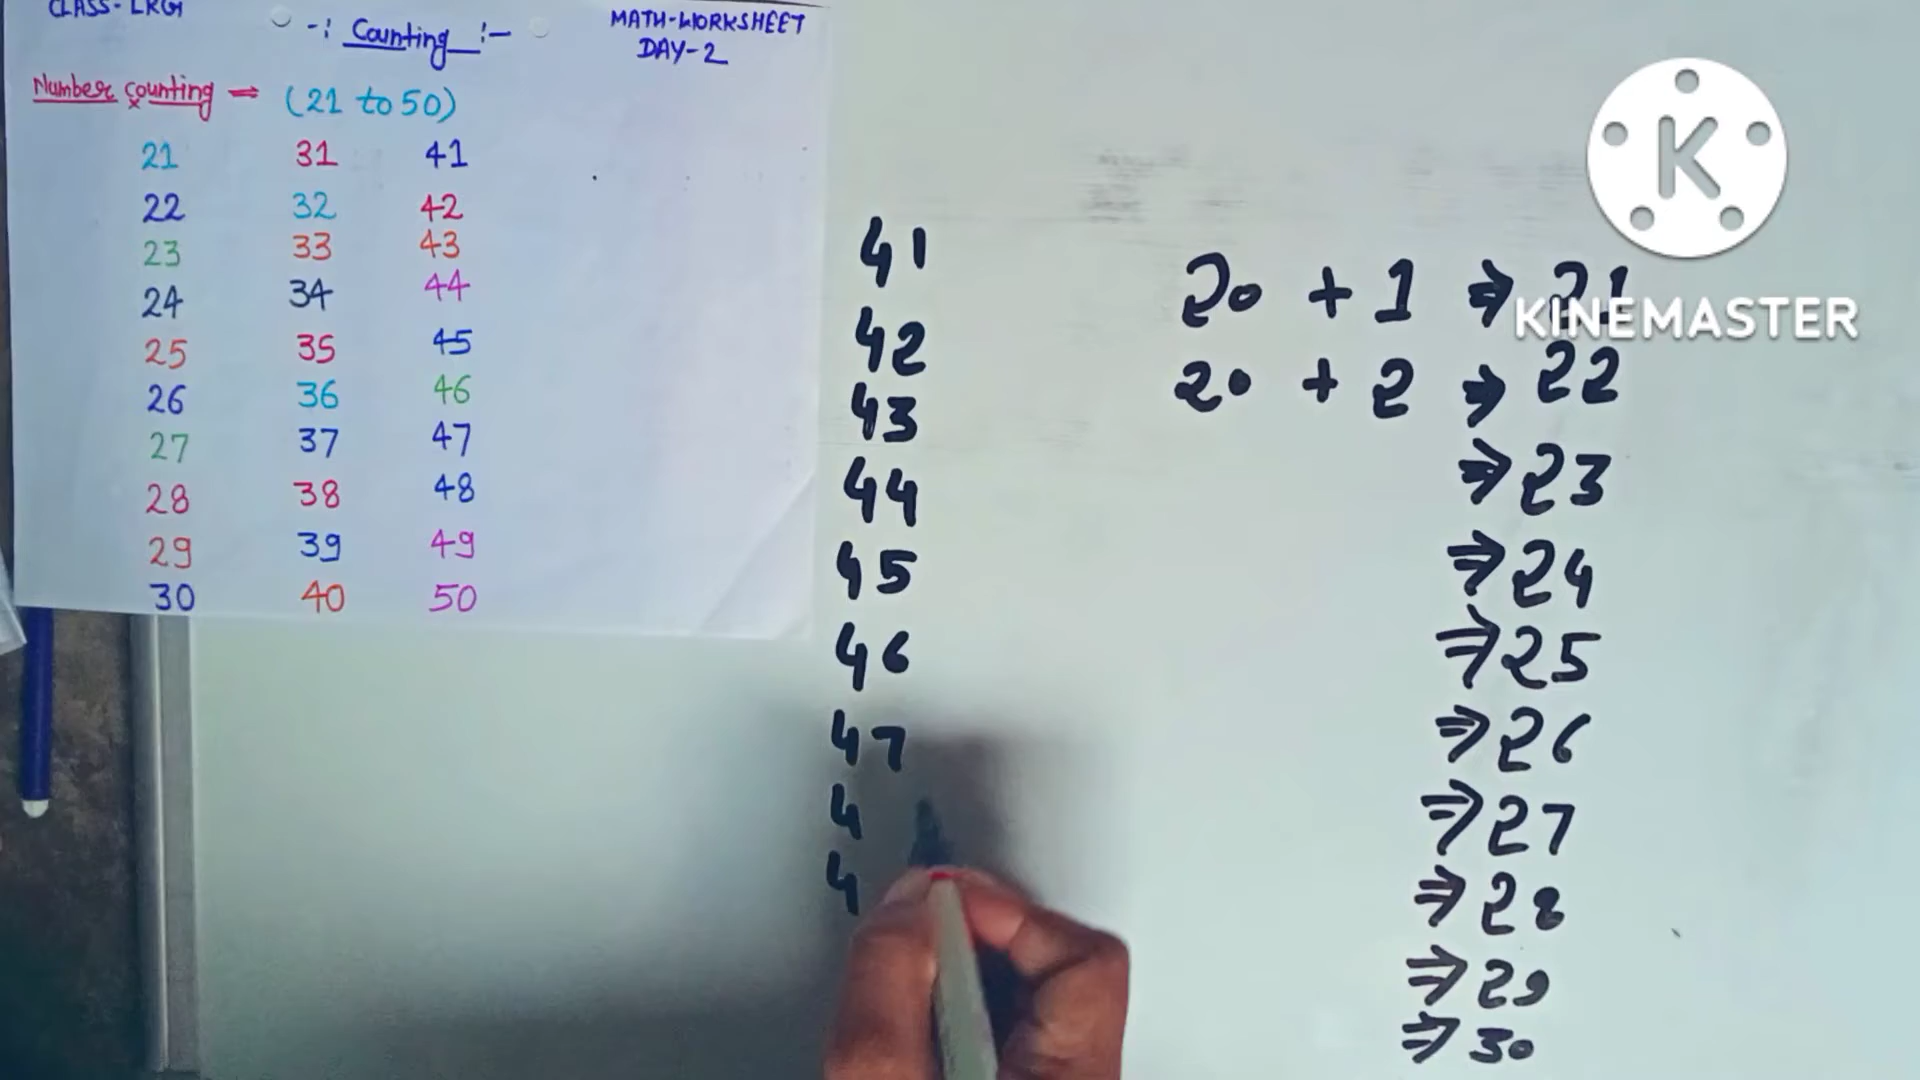 CLASS-LKG
-: Counting :-
MATH-WORKSHEET
DAY-2
Number counting → (21 to 50)
21 31 41
22 32 42
23 33 43
24 34 44
25 35 45
26 36 46
27 37 47
28 38 48
29 39 49
30 40 50
41
42
43
44
45
46
47
4
4
20 + 1 ⇒ 21
20 + 2 ⇒ 22
⇒ 23
⇒ 24
⇒ 25
⇒ 26
⇒ 27
⇒ 28
⇒ 29
⇒ 30
K
KINEMASTER